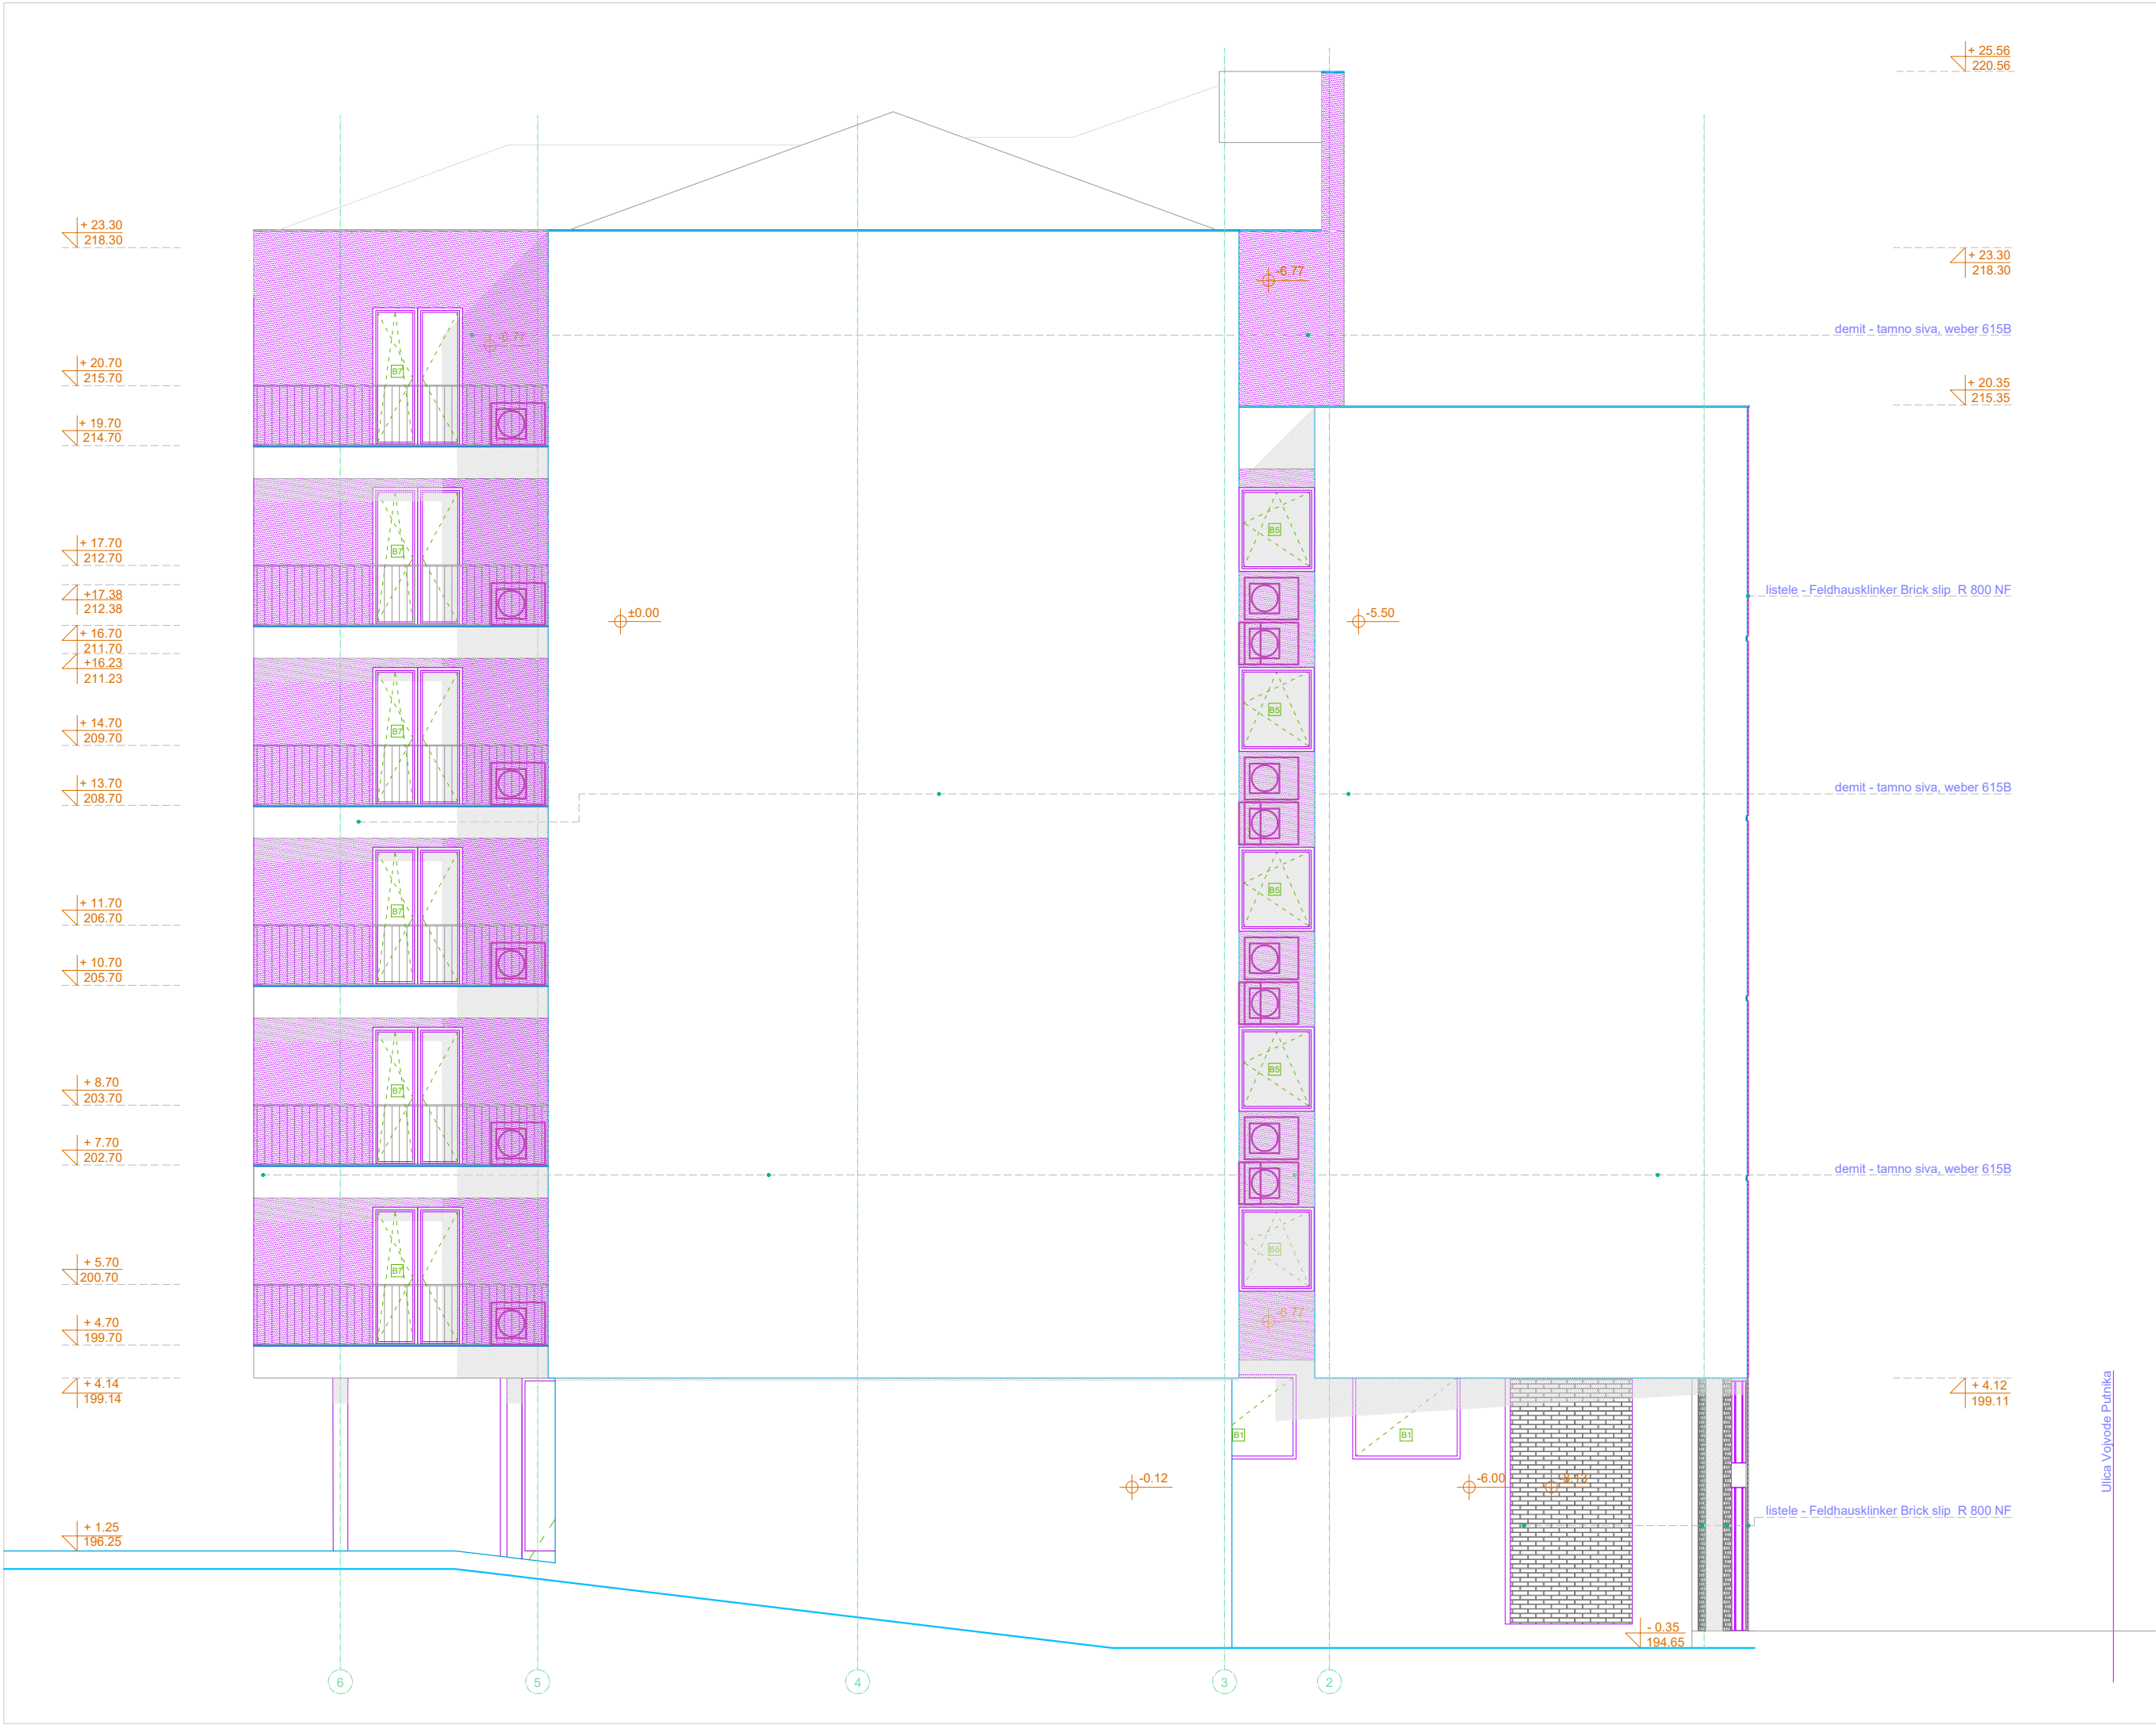 + 25.56
220.56
+ 23.30
218.30
+ 23.30
218.30
-6.77
demit - tamno siva, weber 615B
-6.77
B7
+ 20.70
215.70
+ 20.35
215.35
+ 19.70
214.70
B5
+ 17.70
212.70
B7
+17.38
212.38
listele - Feldhausklinker Brick slip R 800 NF
±0.00
-5.50
+ 16.70
211.70
+16.23
211.23
B5
+ 14.70
209.70
B7
+ 13.70
208.70
demit - tamno siva, weber 615B
B5
+ 11.70
206.70
B7
+ 10.70
205.70
B5
+ 8.70
203.70
B7
+ 7.70
202.70
demit - tamno siva, weber 615B
B5
+ 5.70
200.70
B7
+ 4.70
199.70
-6.77
+ 4.14
199.14
+ 4.12
199.11
B1
B1
Ulica Vojvode Putnika
-0.12
-6.00
listele - Feldhausklinker Brick slip R 800 NF
+ 1.25
196.25
- 0.35
194.65
6
5
4
3
2